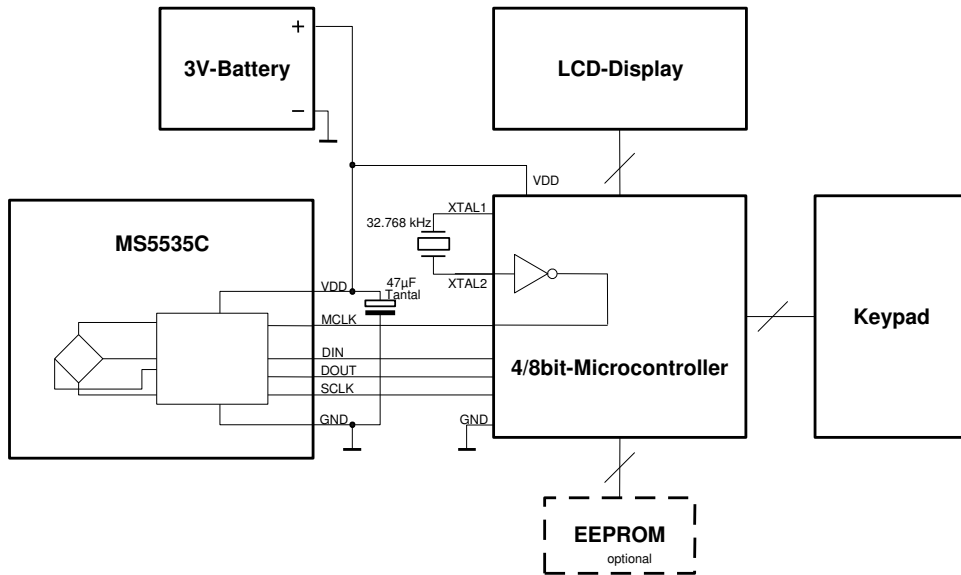 +
3V-Battery
−
LCD-Display
VDD
XTAL1
32.768 kHz
XTAL2
MS5535C
VDD
47µF
Tantal
MCLK
DIN
DOUT
SCLK
GND
GND
4/8bit-Microcontroller
Keypad
EEPROM
optional